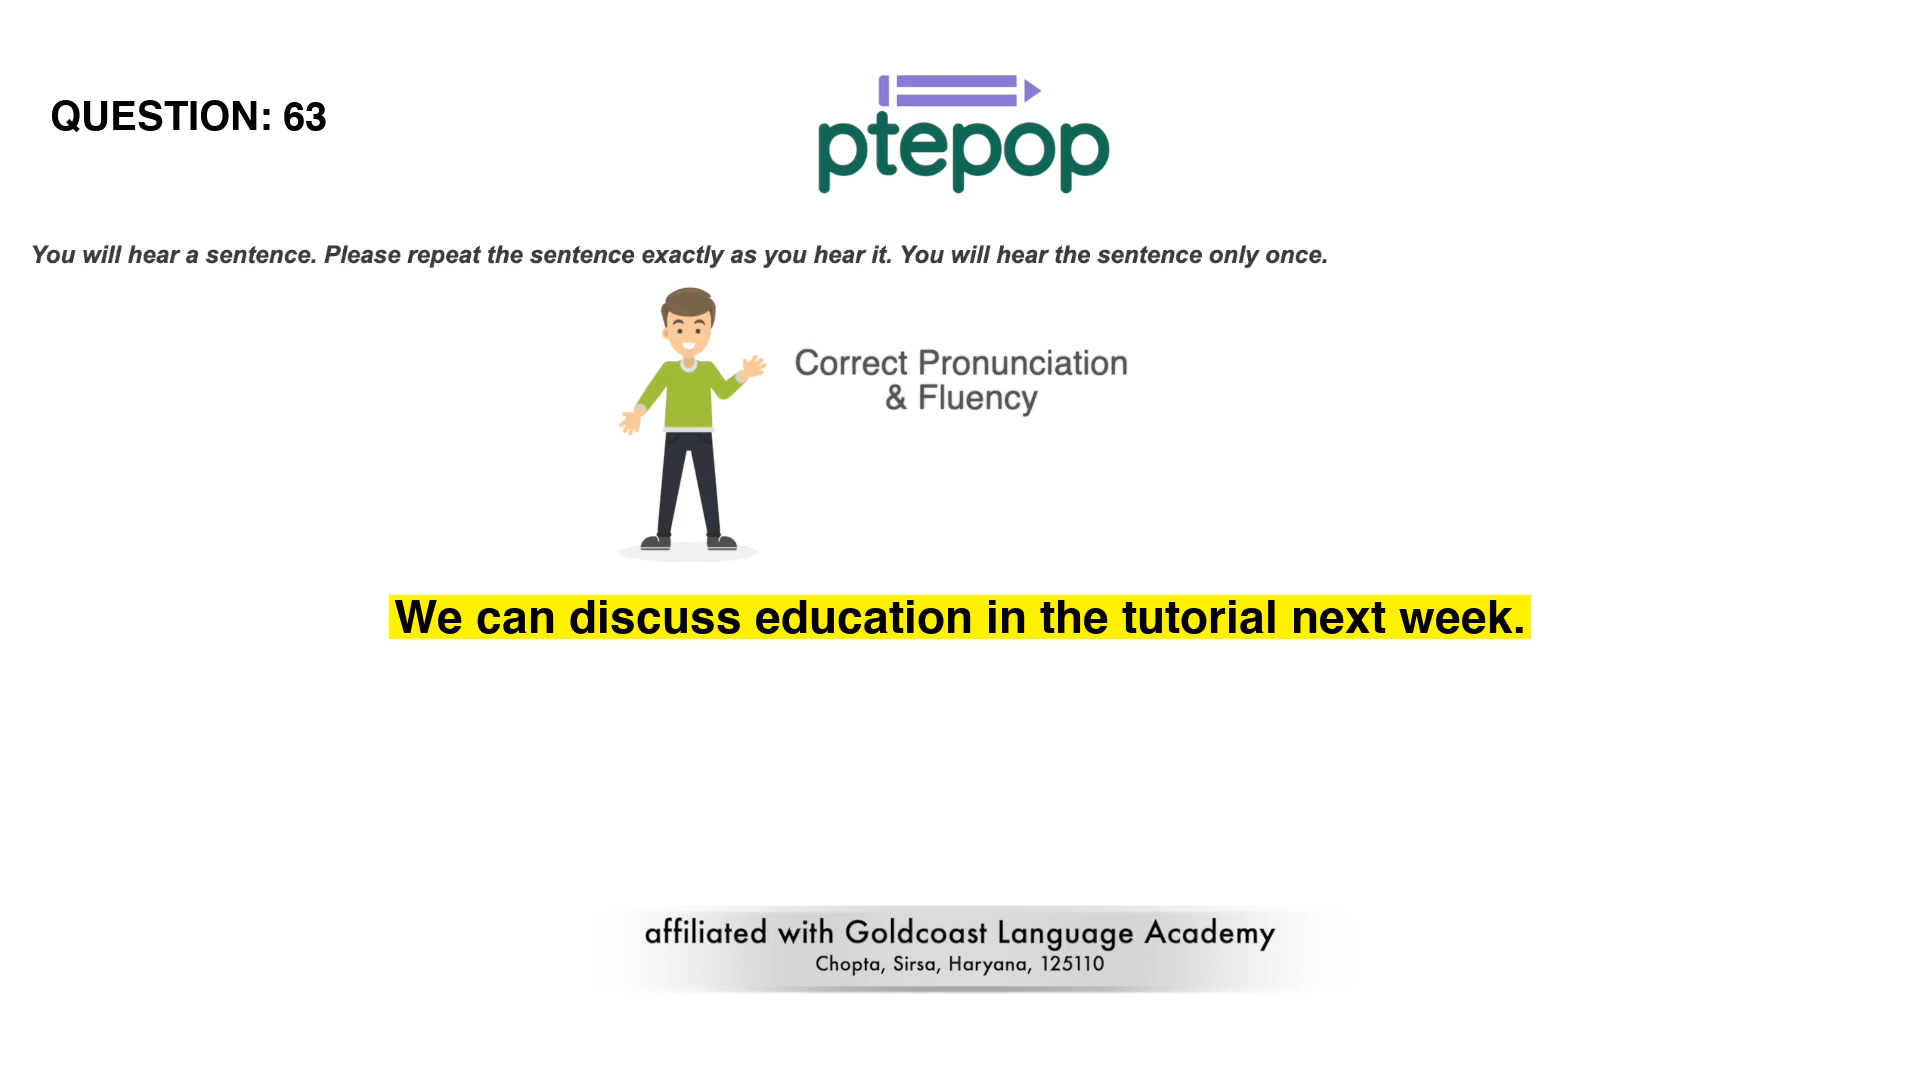 QUESTION: 63
ptepop
You will hear a sentence. Please repeat the sentence exactly as you hear it. You will hear the sentence only once.
Correct Pronunciation
& Fluency
We can discuss education in the tutorial next week.
affiliated with Goldcoast Language Academy
Chopta, Sirsa, Haryana, 125110